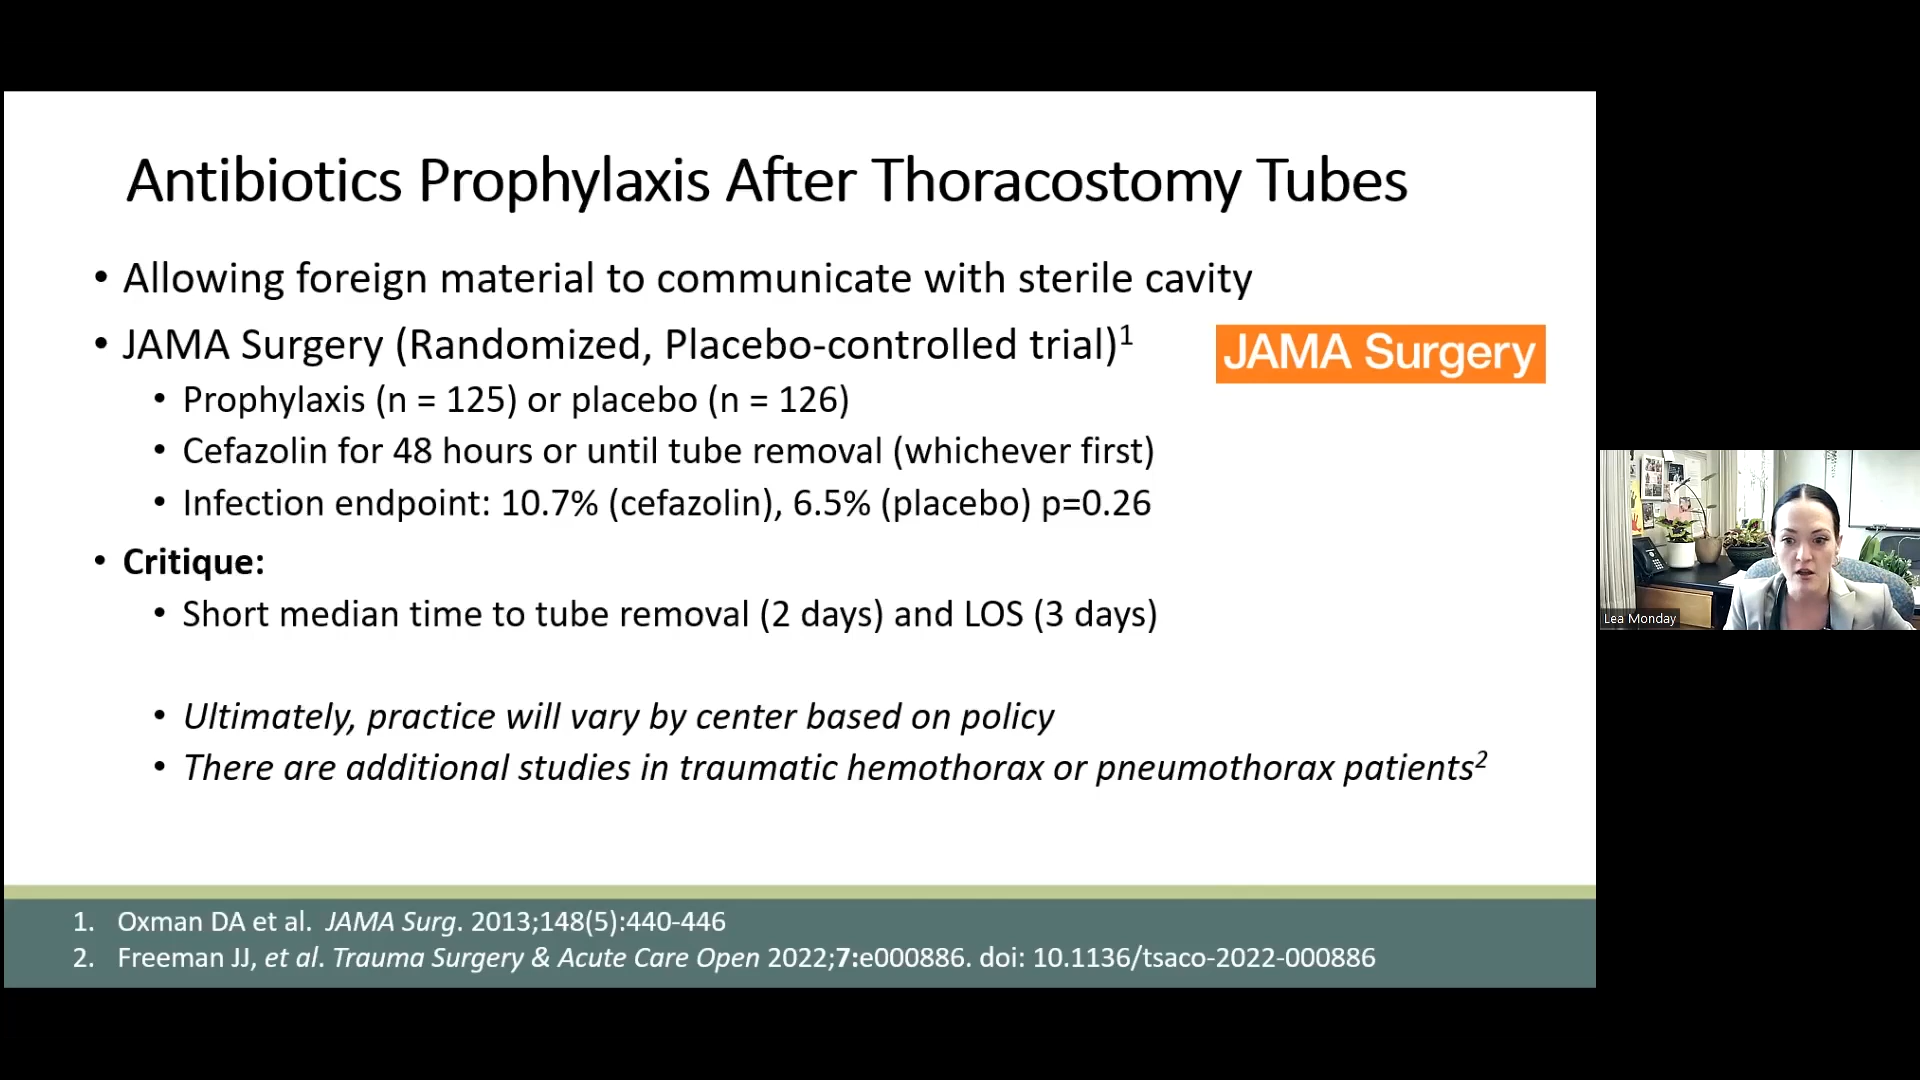 Antibiotics Prophylaxis After Thoracostomy Tubes
• Allowing foreign material to communicate with sterile cavity
• JAMA Surgery (Randomized, Placebo-controlled trial)1
JAMA Surgery
• Prophylaxis (n = 125) or placebo (n = 126)
• Cefazolin for 48 hours or until tube removal (whichever first)
• Infection endpoint: 10.7% (cefazolin), 6.5% (placebo) p=0.26
• Critique:
• Short median time to tube removal (2 days) and LOS (3 days)
• Ultimately, practice will vary by center based on policy
• There are additional studies in traumatic hemothorax or pneumothorax patients2
1. Oxman DA et al. JAMA Surg. 2013;148(5):440-446
2. Freeman JJ, et al. Trauma Surgery & Acute Care Open 2022;7:e000886. doi: 10.1136/tsaco-2022-000886
Lea Monday